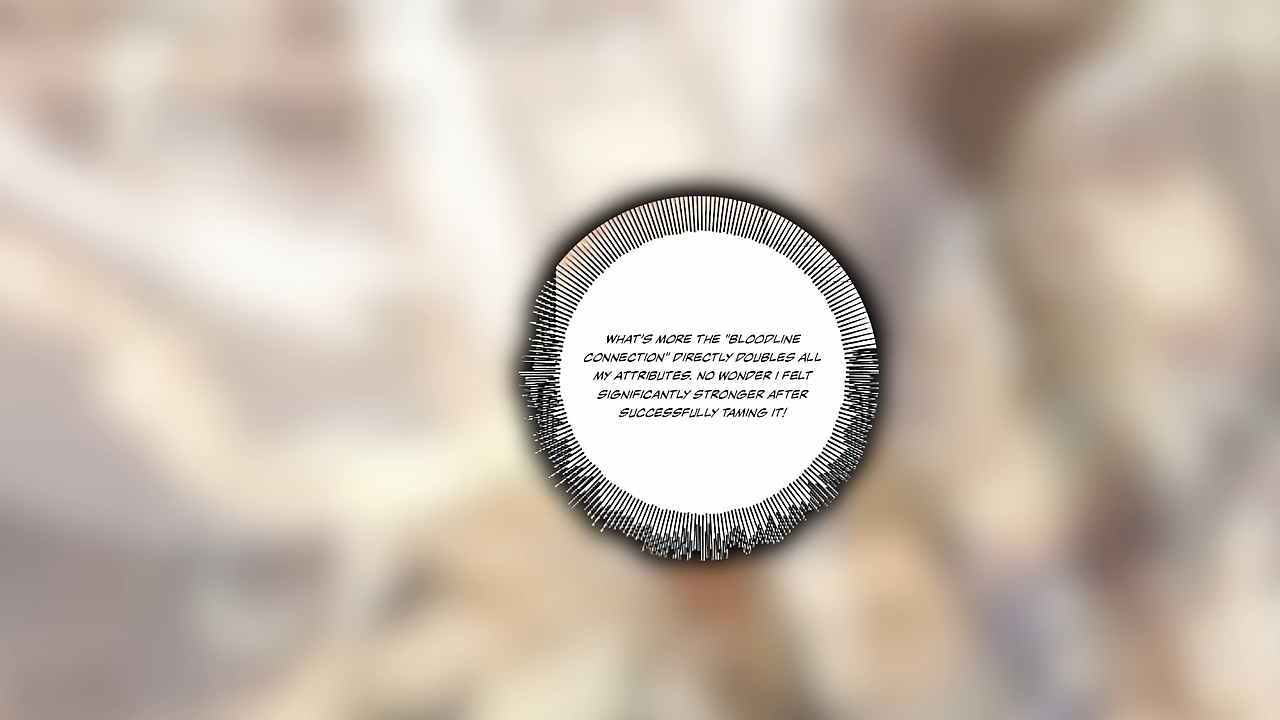 WHAT'S MORE THE "BLOODLINE
CONNECTION" DIRECTLY DOUBLES ALL
MY ATTRIBUTES. NO WONDER I FELT
SIGNIFICANTLY STRONGER AFTER
SUCCESSFULLY TAMING IT!